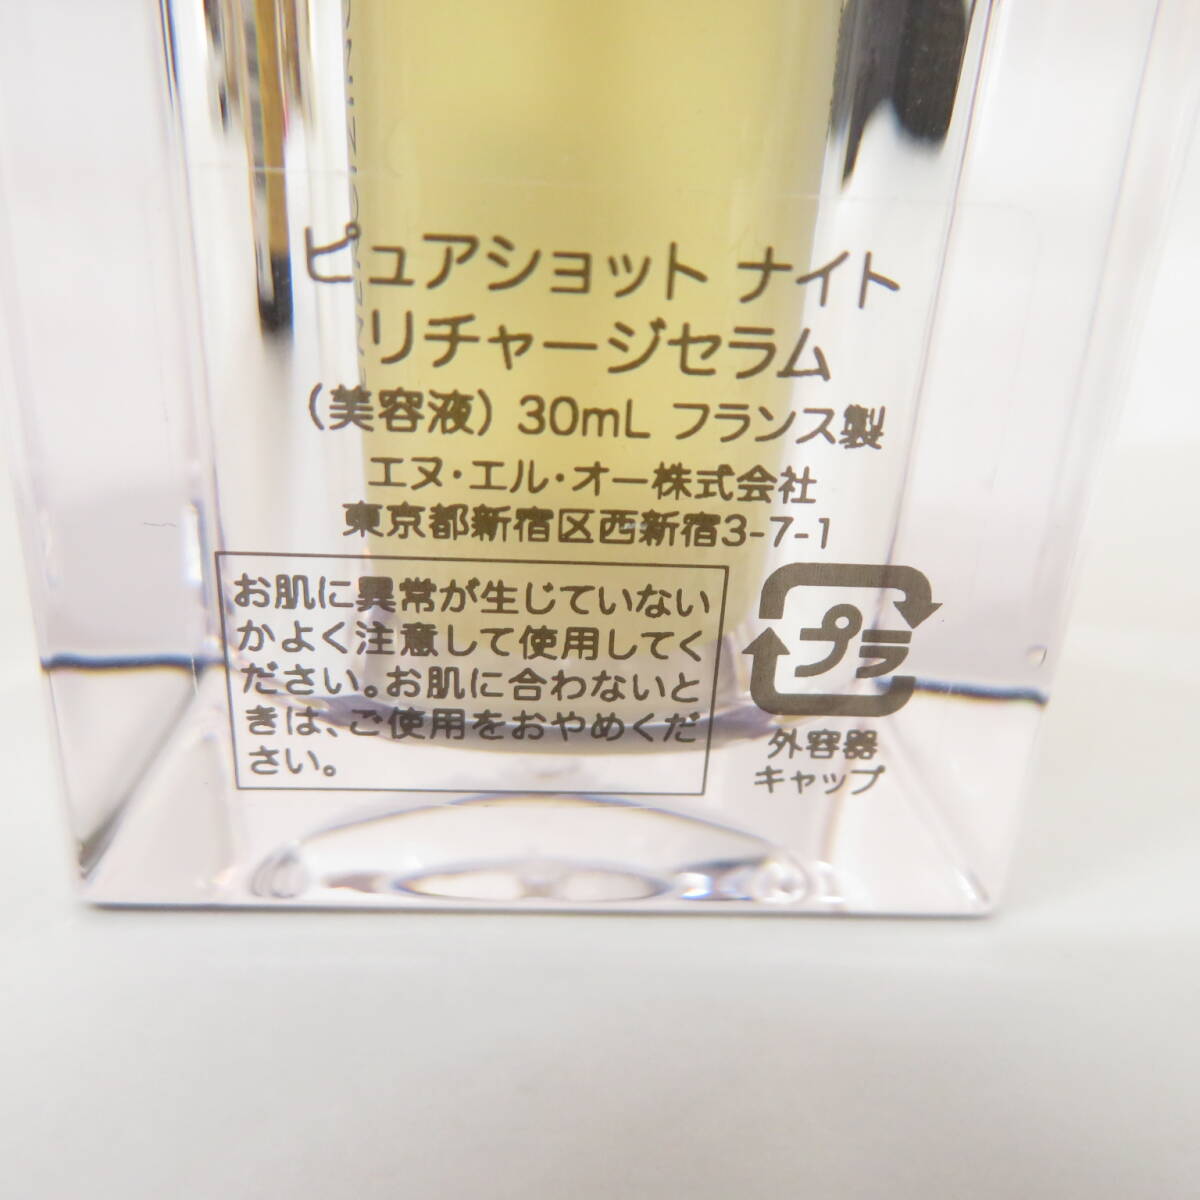 ピュアショット ナイト
リチャージセラム
（美容液）30mL フランス製
エヌ・エル・オー株式会社
東京都新宿区西新宿3-7-1
お肌に異常が生じていない
かよく注意して使用してく
ださい。お肌に合わないと
きは、ご使用をおやめくだ
さい。
プラ
外容器
キャップ